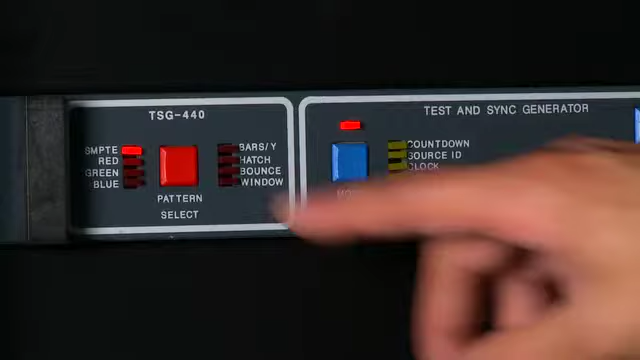 TSG-440
SMPTE
RED
GREEN
BLUE
BARS/Y
HATCH
BOUNCE
WINDOW
PATTERN
SELECT
TEST AND SYNC GENERATOR
COUNTDOWN
SOURCE ID
CLOCK